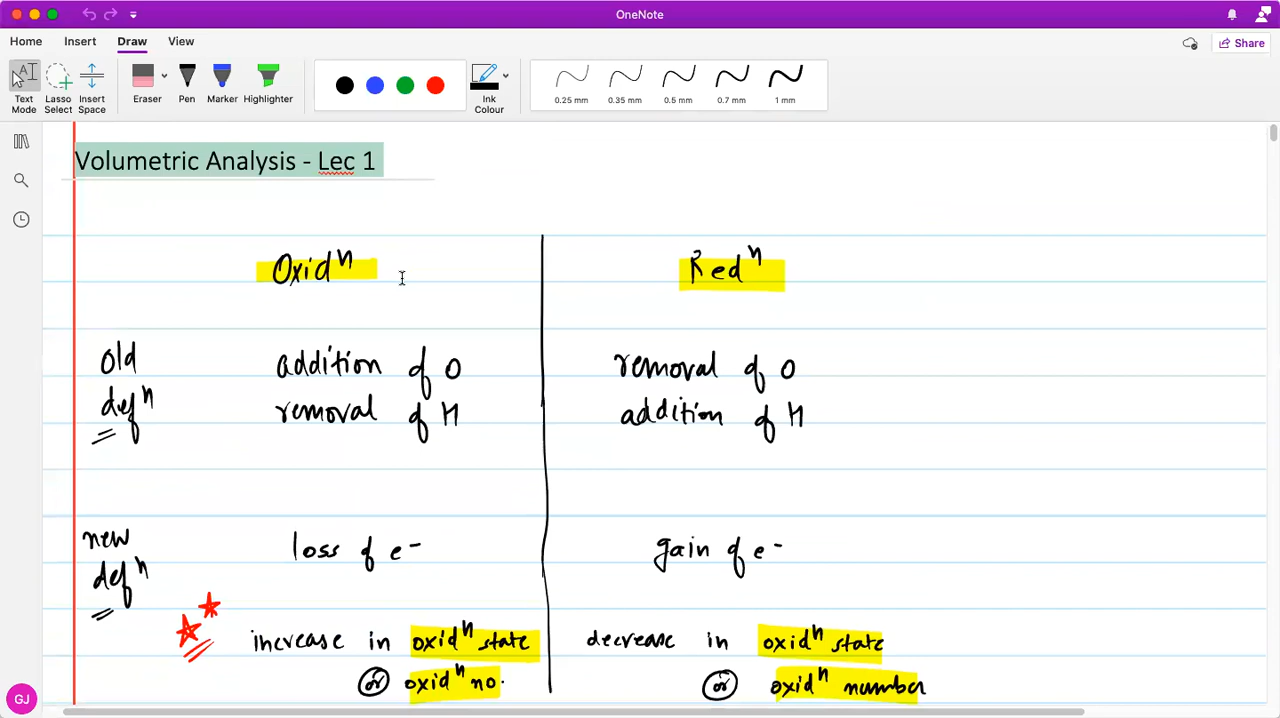 OneNote
Home Insert Draw View
Share
Text Mode
Lasso Select
Insert Space
Eraser
Pen
Marker
Highlighter
Ink Colour
0.25 mm 0.35 mm 0.5 mm 0.7 mm 1 mm
Volumetric Analysis - Lec 1
Oxidⁿ Redⁿ
old defⁿ
addition of O removal of O
removal of H addition of H
new defⁿ
loss of e⁻ gain of e⁻
increase in oxidⁿ state decrease in oxidⁿ state
or oxidⁿ no. or oxidⁿ number
GJ